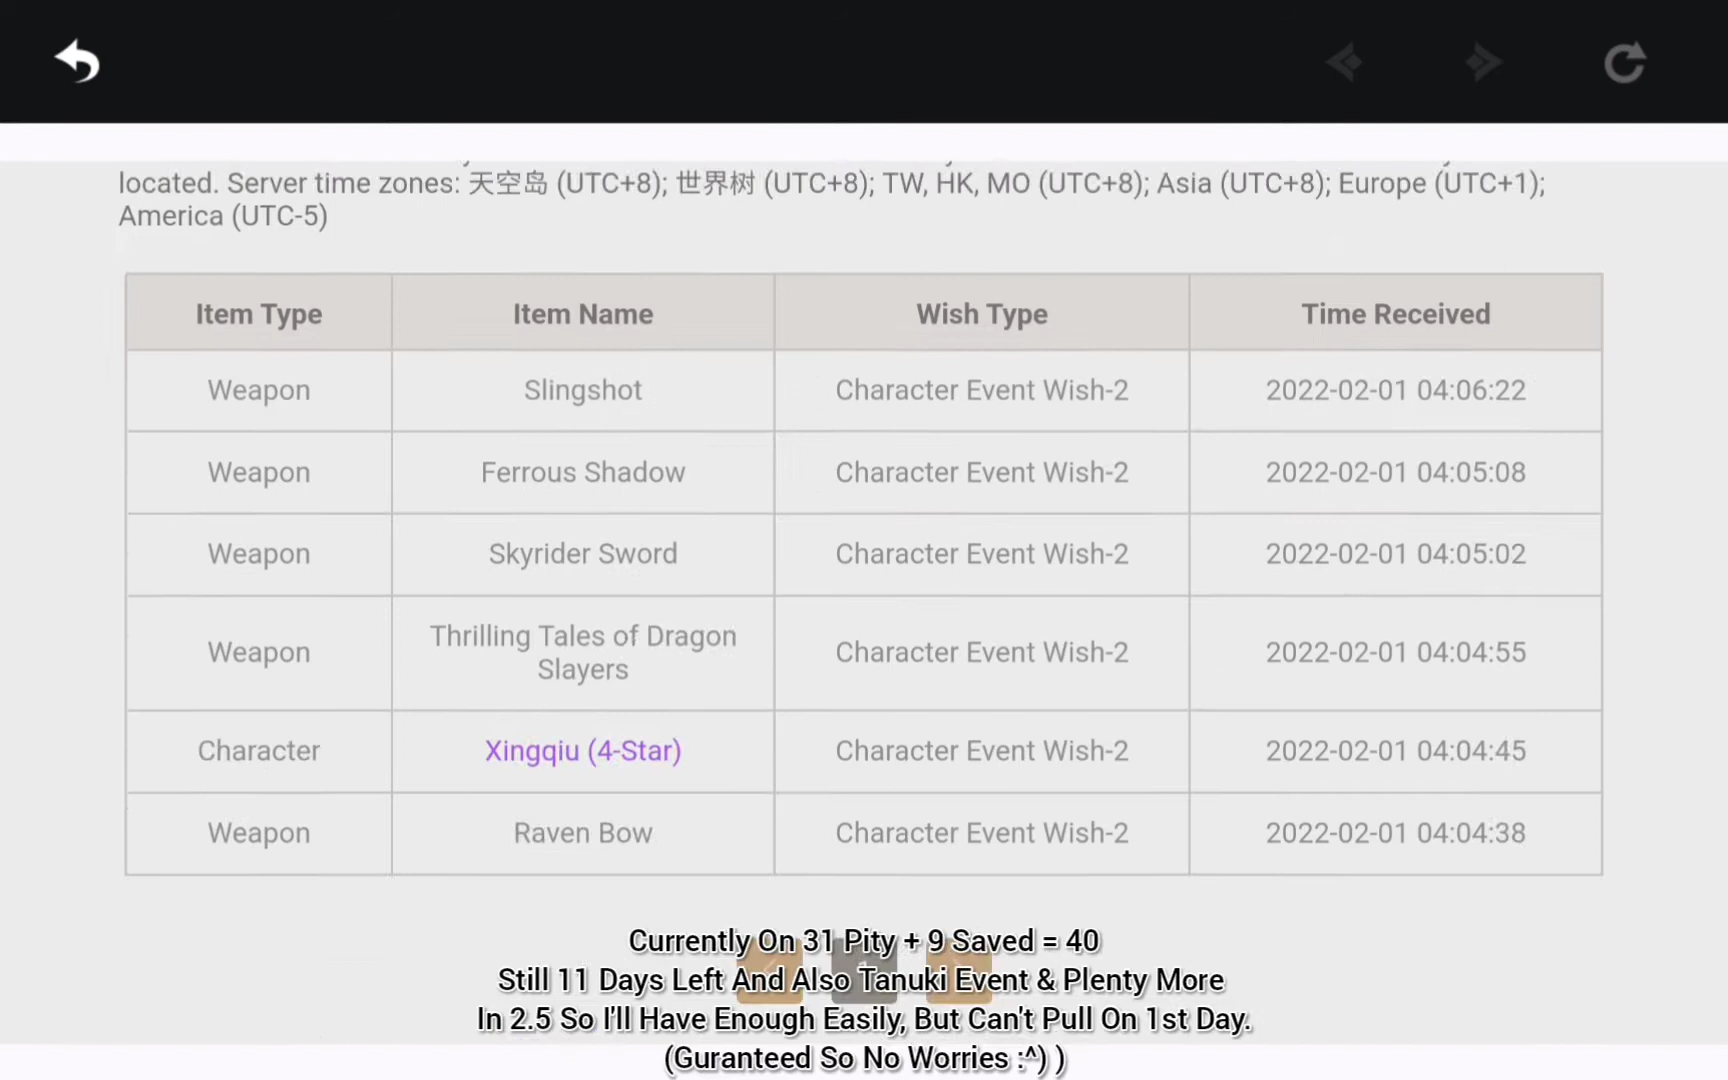 located. Server time zones: 天空岛 (UTC+8); 世界树 (UTC+8); TW, HK, MO (UTC+8); Asia (UTC+8); Europe (UTC+1);
America (UTC-5)
Item Type Item Name Wish Type Time Received
Weapon Slingshot Character Event Wish-2 2022-02-01 04:06:22
Weapon Ferrous Shadow Character Event Wish-2 2022-02-01 04:05:08
Weapon Skyrider Sword Character Event Wish-2 2022-02-01 04:05:02
Weapon Thrilling Tales of Dragon Slayers Character Event Wish-2 2022-02-01 04:04:55
Character Xingqiu (4-Star) Character Event Wish-2 2022-02-01 04:04:45
Weapon Raven Bow Character Event Wish-2 2022-02-01 04:04:38
Currently On 31 Pity + 9 Saved = 40
Still 11 Days Left And Also Tanuki Event & Plenty More
In 2.5 So I'll Have Enough Easily, But Can't Pull On 1st Day.
(Guranteed So No Worries :^) )